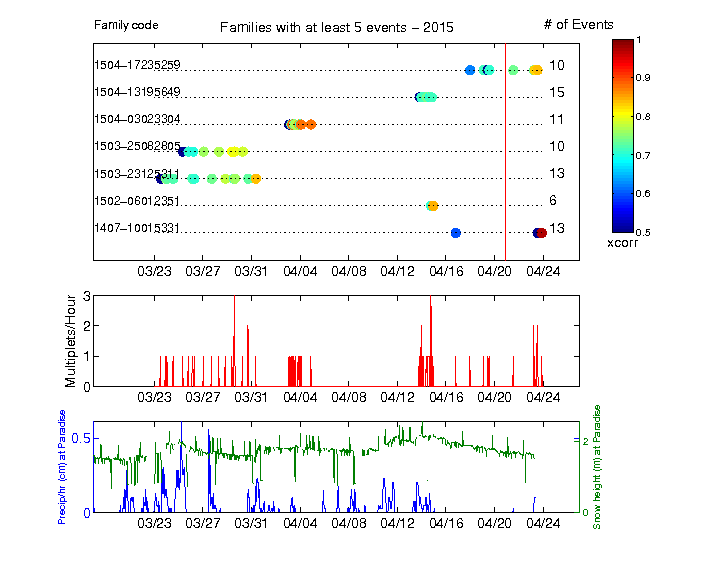 Family code Families with at least 5 events – 2015 # of Events
1504–17235259 10
1504–13195649 15
1504–03023304 11
1503–25082805 10
1503–23125311 13
1502–06012351 6
1407–10015331 13
1
0.9
0.8
0.7
0.6
0.5
xcorr
03/23 03/27 03/31 04/04 04/08 04/12 04/16 04/20 04/24
Multiplets/Hour
3
2
1
0
03/23 03/27 03/31 04/04 04/08 04/12 04/16 04/20 04/24
Precip/hr (cm) at Paradise
0.5
0
2
0
Snow height (m) at Paradise
03/23 03/27 03/31 04/04 04/08 04/12 04/16 04/20 04/24